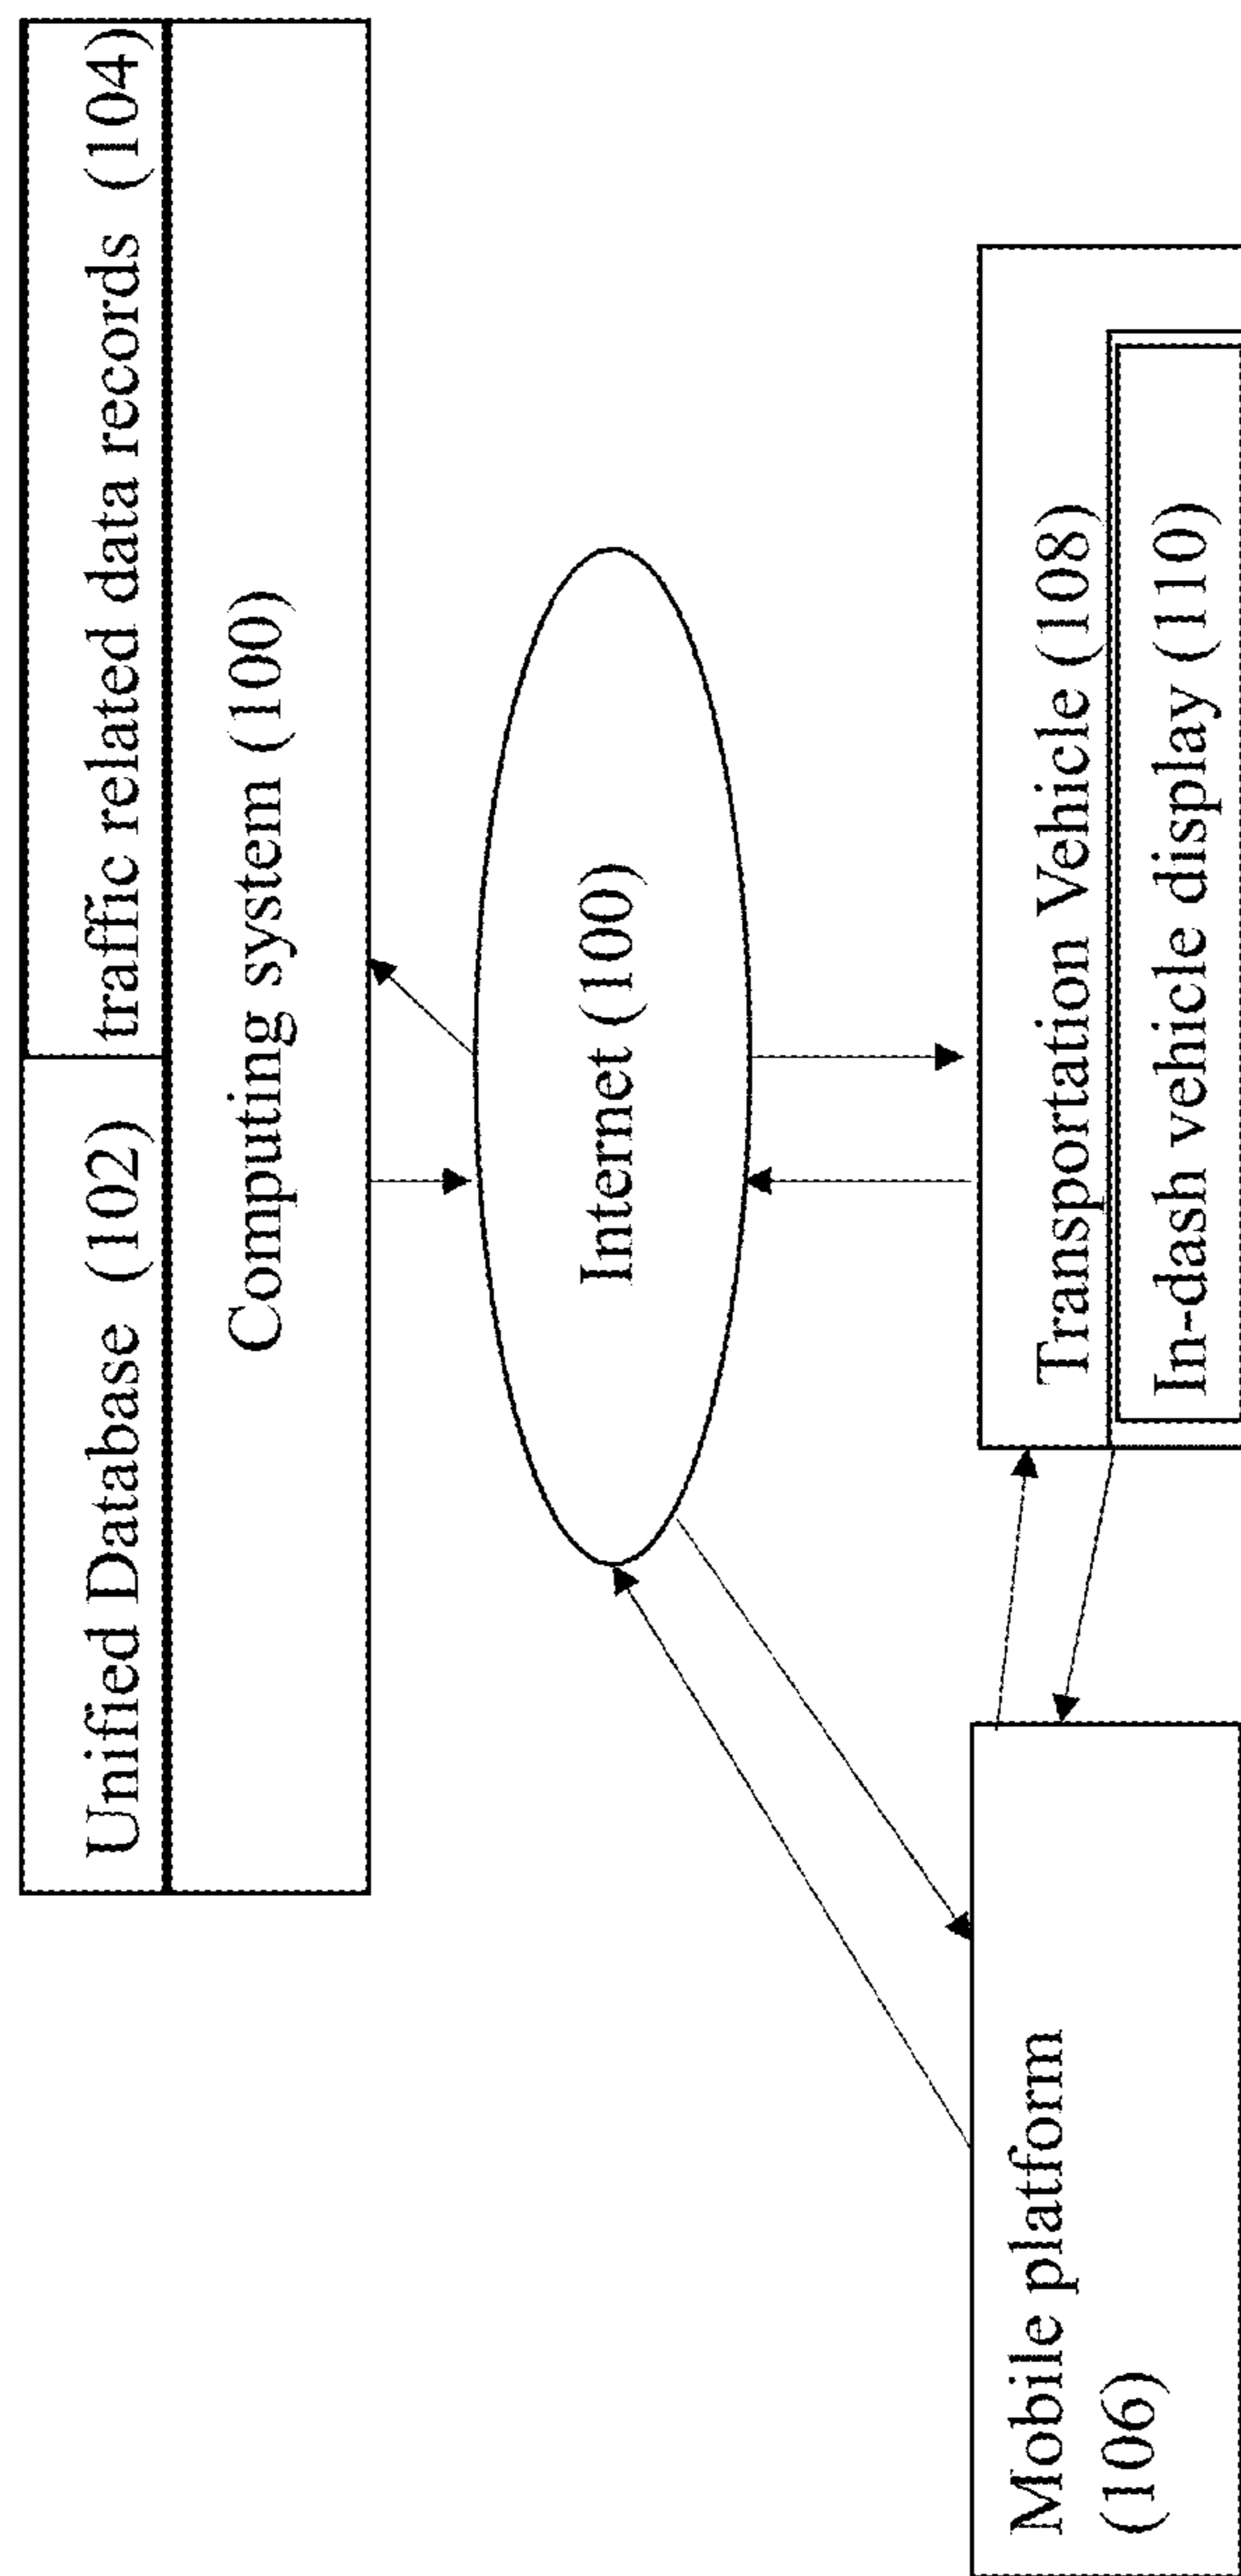 Unified Database (102)
traffic related data records (104)
Computing system (100)
Internet (100)
Transportation Vehicle (108)
In-dash vehicle display (110)
Mobile platform
(106)